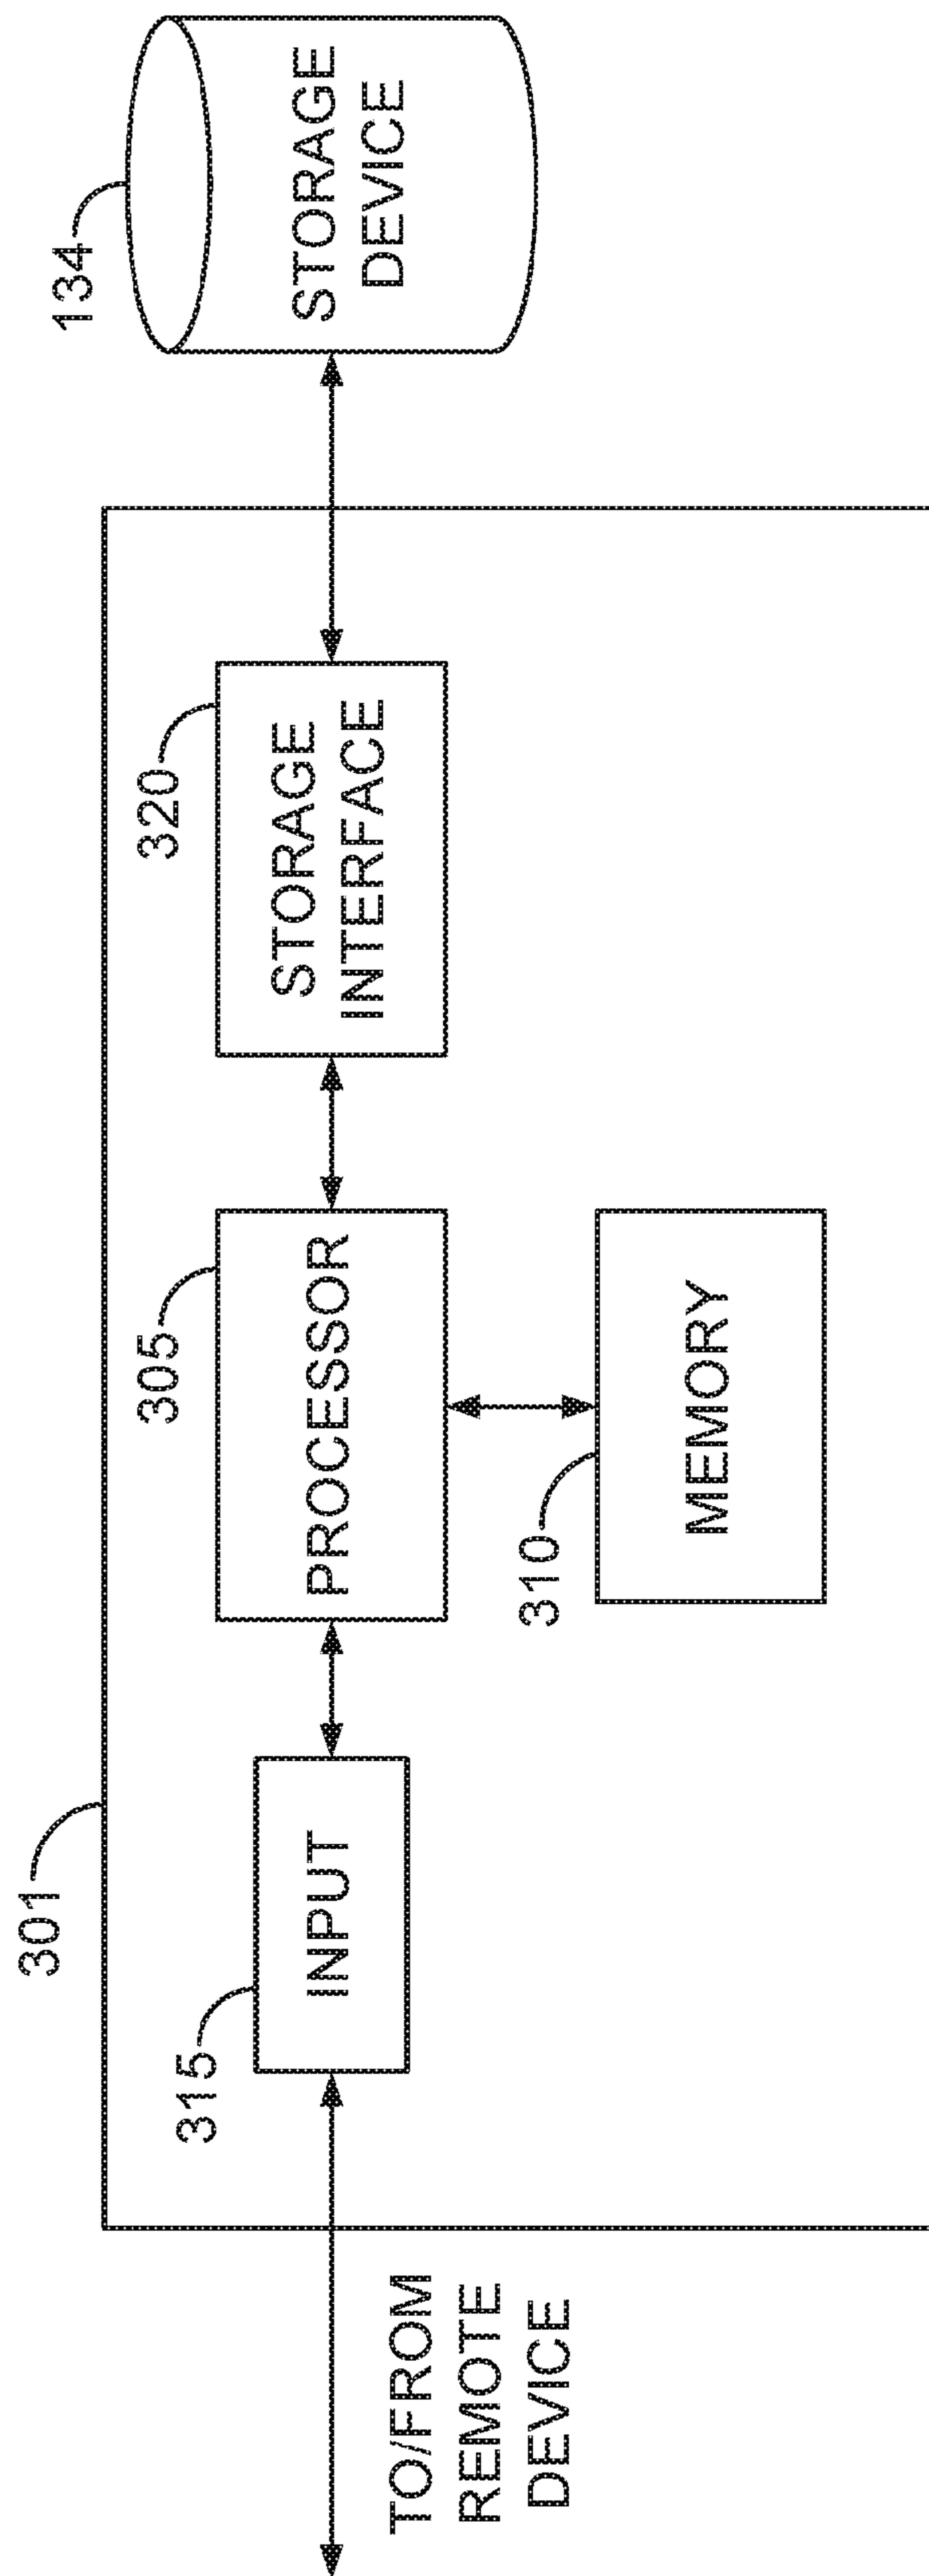 301
315
INPUT
305
PROCESSOR
320
STORAGE
INTERFACE
134
STORAGE
DEVICE
310
MEMORY
TO/FROM
REMOTE
DEVICE